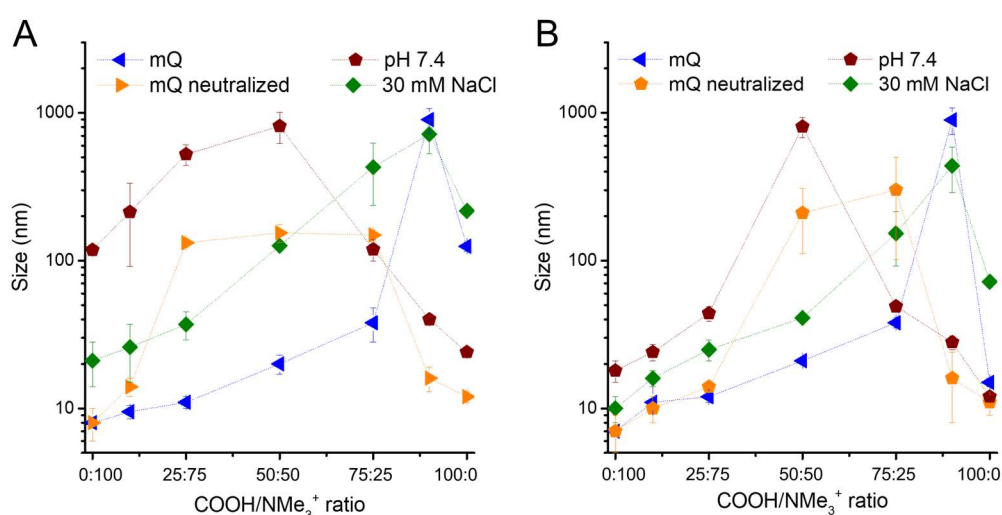 A
mQ
mQ neutralized
pH 7.4
30 mM NaCl
Size (nm)
1000
100
10
0:100 25:75 50:50 75:25 100:0
COOH/NMe₃⁺ ratio
B
mQ
mQ neutralized
pH 7.4
30 mM NaCl
Size (nm)
1000
100
10
0:100 25:75 50:50 75:25 100:0
COOH/NMe₃⁺ ratio